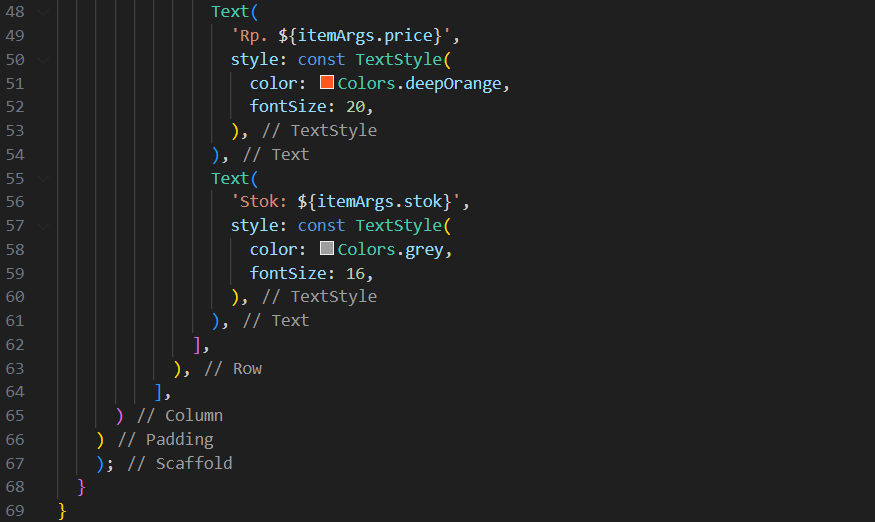 48 Text(
49 'Rp. ${itemArgs.price}',
50 style: const TextStyle(
51 color: Colors.deepOrange,
52 fontSize: 20,
53 ), // TextStyle
54 ), // Text
55 Text(
56 'Stok: ${itemArgs.stok}',
57 style: const TextStyle(
58 color: Colors.grey,
59 fontSize: 16,
60 ), // TextStyle
61 ), // Text
62 ],
63 ), // Row
64 ],
65 ) // Column
66 ) // Padding
67 ); // Scaffold
68 }
69 }